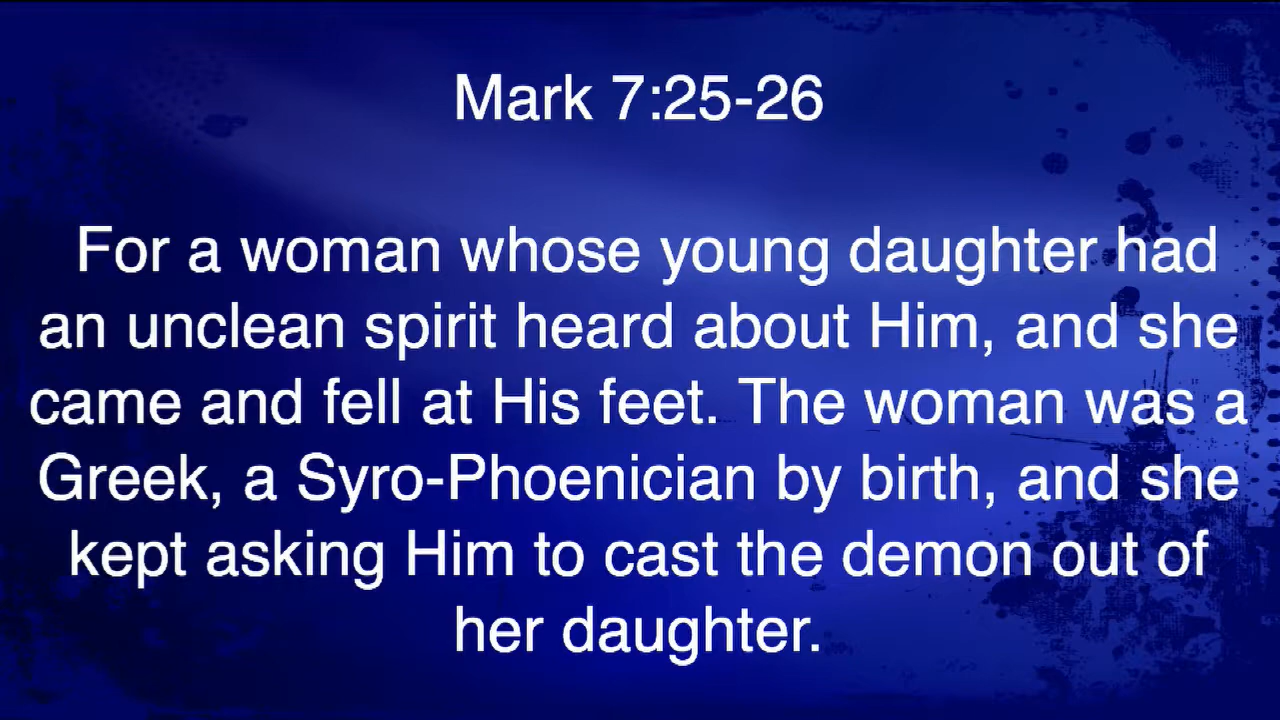 Mark 7:25-26
For a woman whose young daughter had
an unclean spirit heard about Him, and she
came and fell at His feet. The woman was a
Greek, a Syro-Phoenician by birth, and she
kept asking Him to cast the demon out of
her daughter.